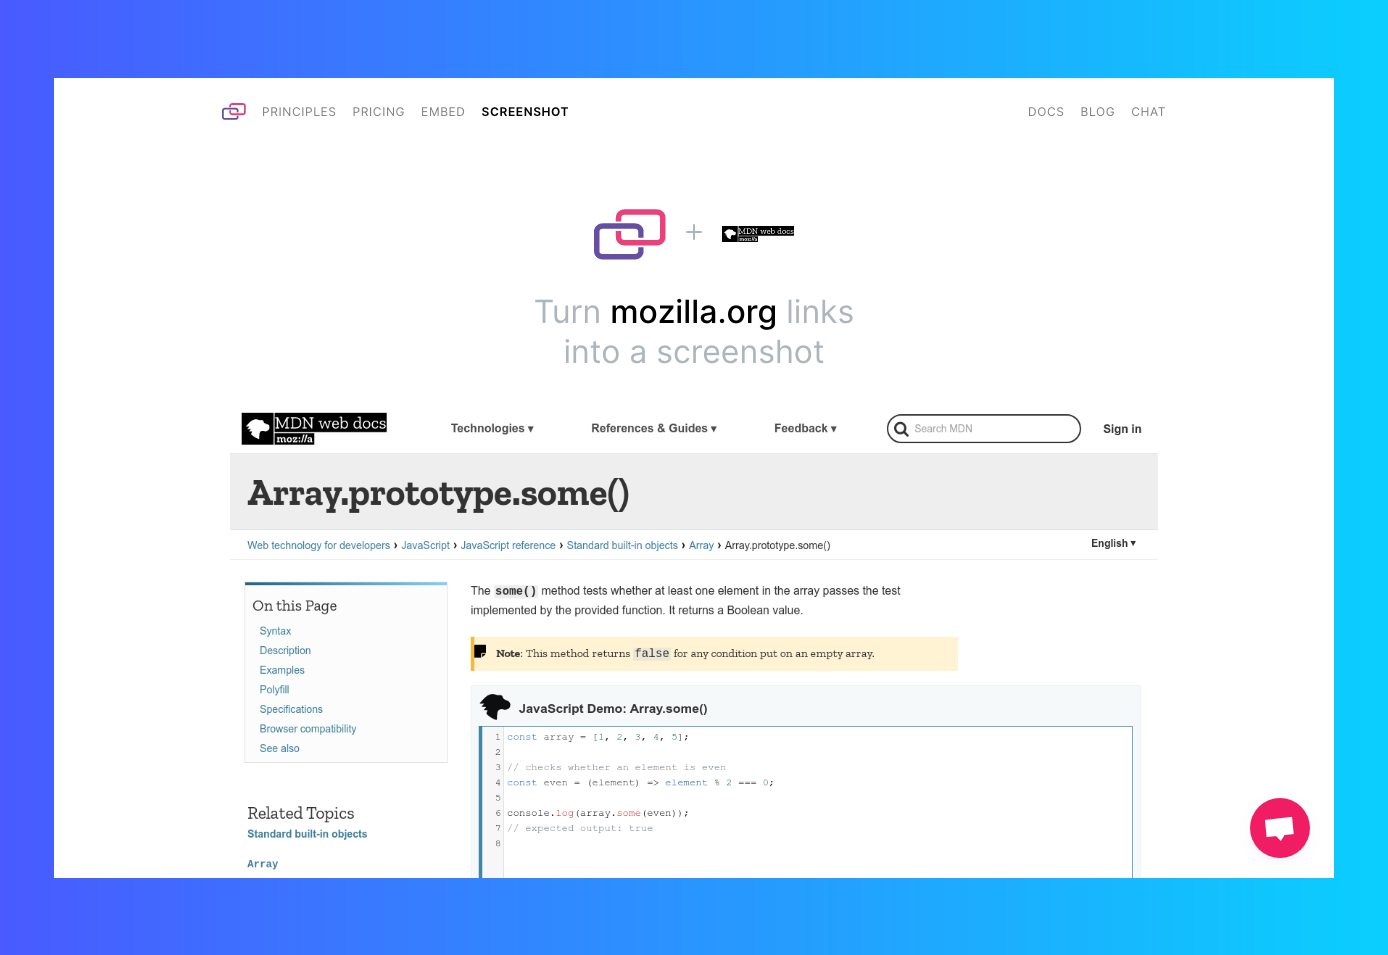 PRINCIPLES PRICING EMBED SCREENSHOT DOCS BLOG CHAT
+ MDN web docs
moz://a
Turn mozilla.org links
into a screenshot
MDN web docs
moz://a
Technologies ▾ References & Guides ▾ Feedback ▾ Search MDN Sign in
Array.prototype.some()
Web technology for developers › JavaScript › JavaScript reference › Standard built-in objects › Array › Array.prototype.some() English ▾
On this Page
Syntax
Description
Examples
Polyfill
Specifications
Browser compatibility
See also
Related Topics
Standard built-in objects
Array
The some() method tests whether at least one element in the array passes the test
implemented by the provided function. It returns a Boolean value.
Note: This method returns false for any condition put on an empty array.
JavaScript Demo: Array.some()
1 const array = [1, 2, 3, 4, 5];
2
3 // checks whether an element is even
4 const even = (element) => element % 2 === 0;
5
6 console.log(array.some(even));
7 // expected output: true
8